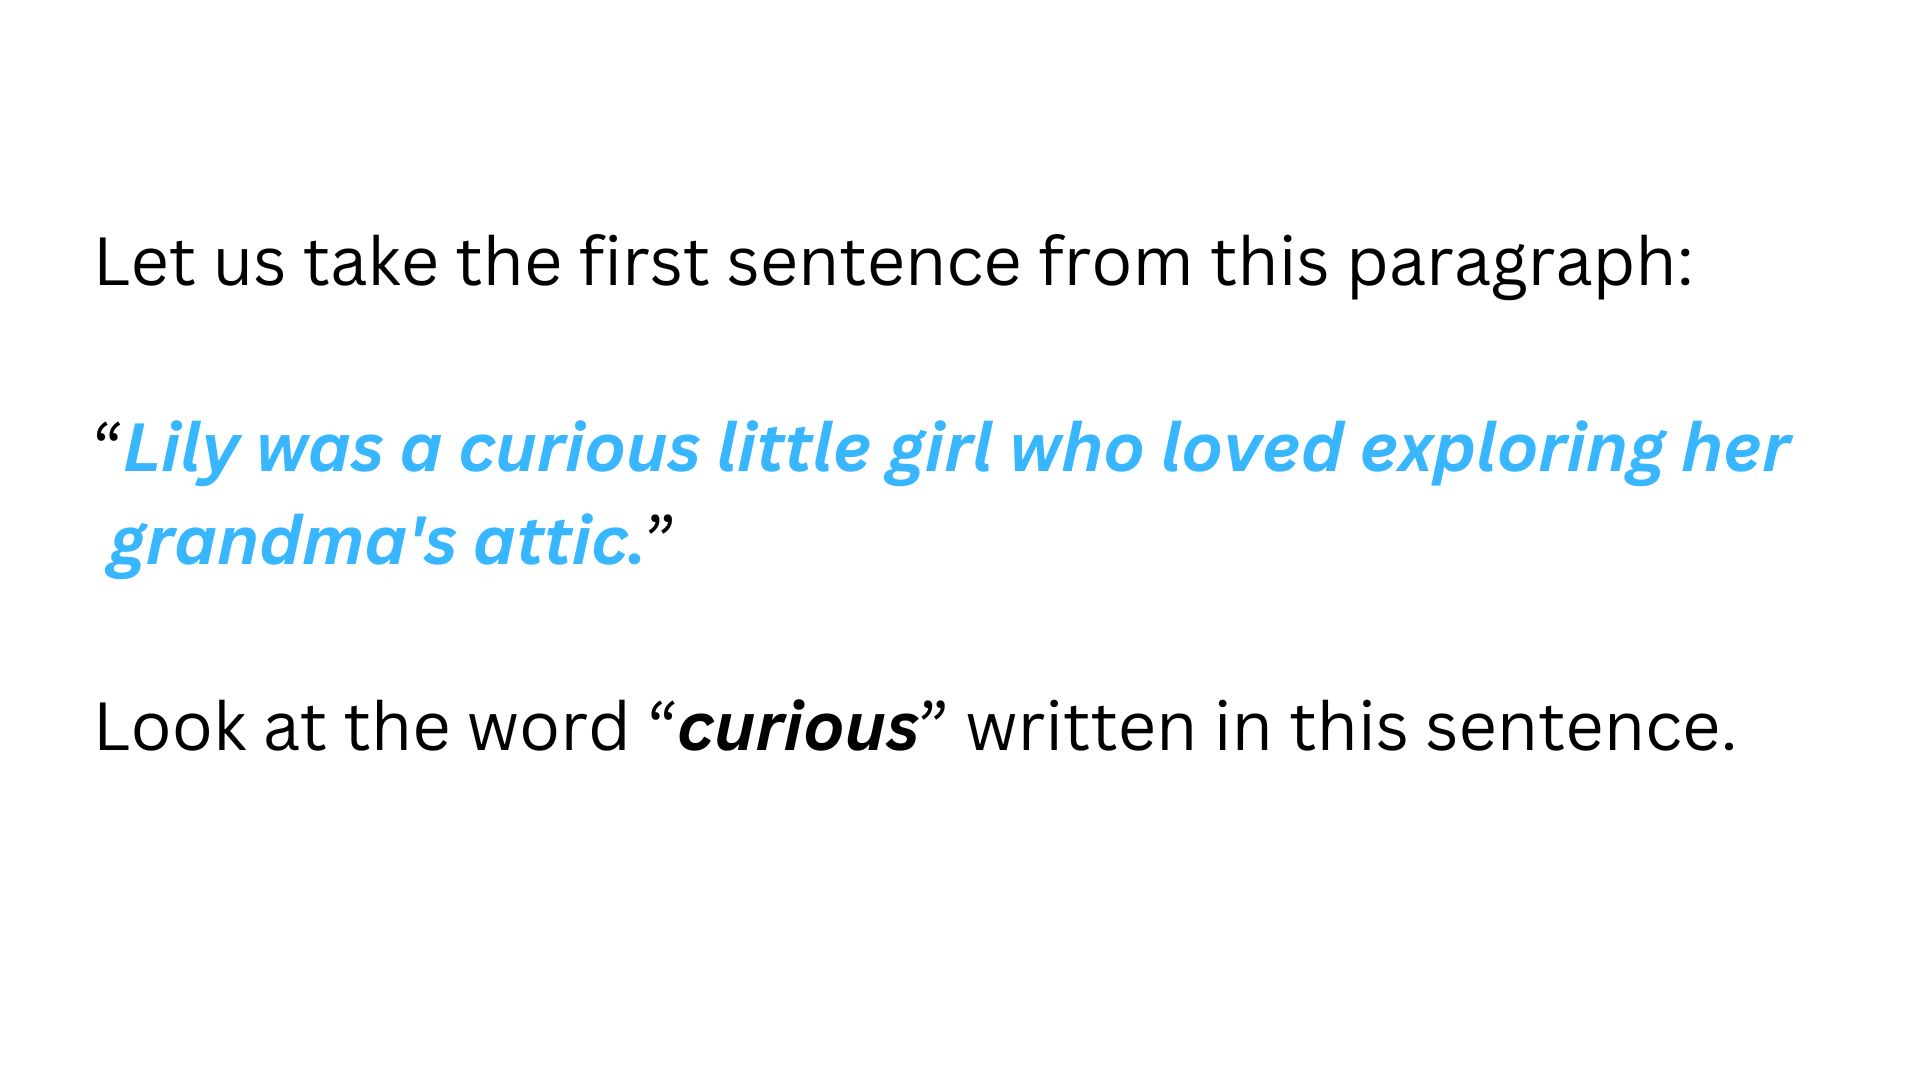 Let us take the first sentence from this paragraph:
“Lily was a curious little girl who loved exploring her
grandma's attic.”
Look at the word “curious” written in this sentence.